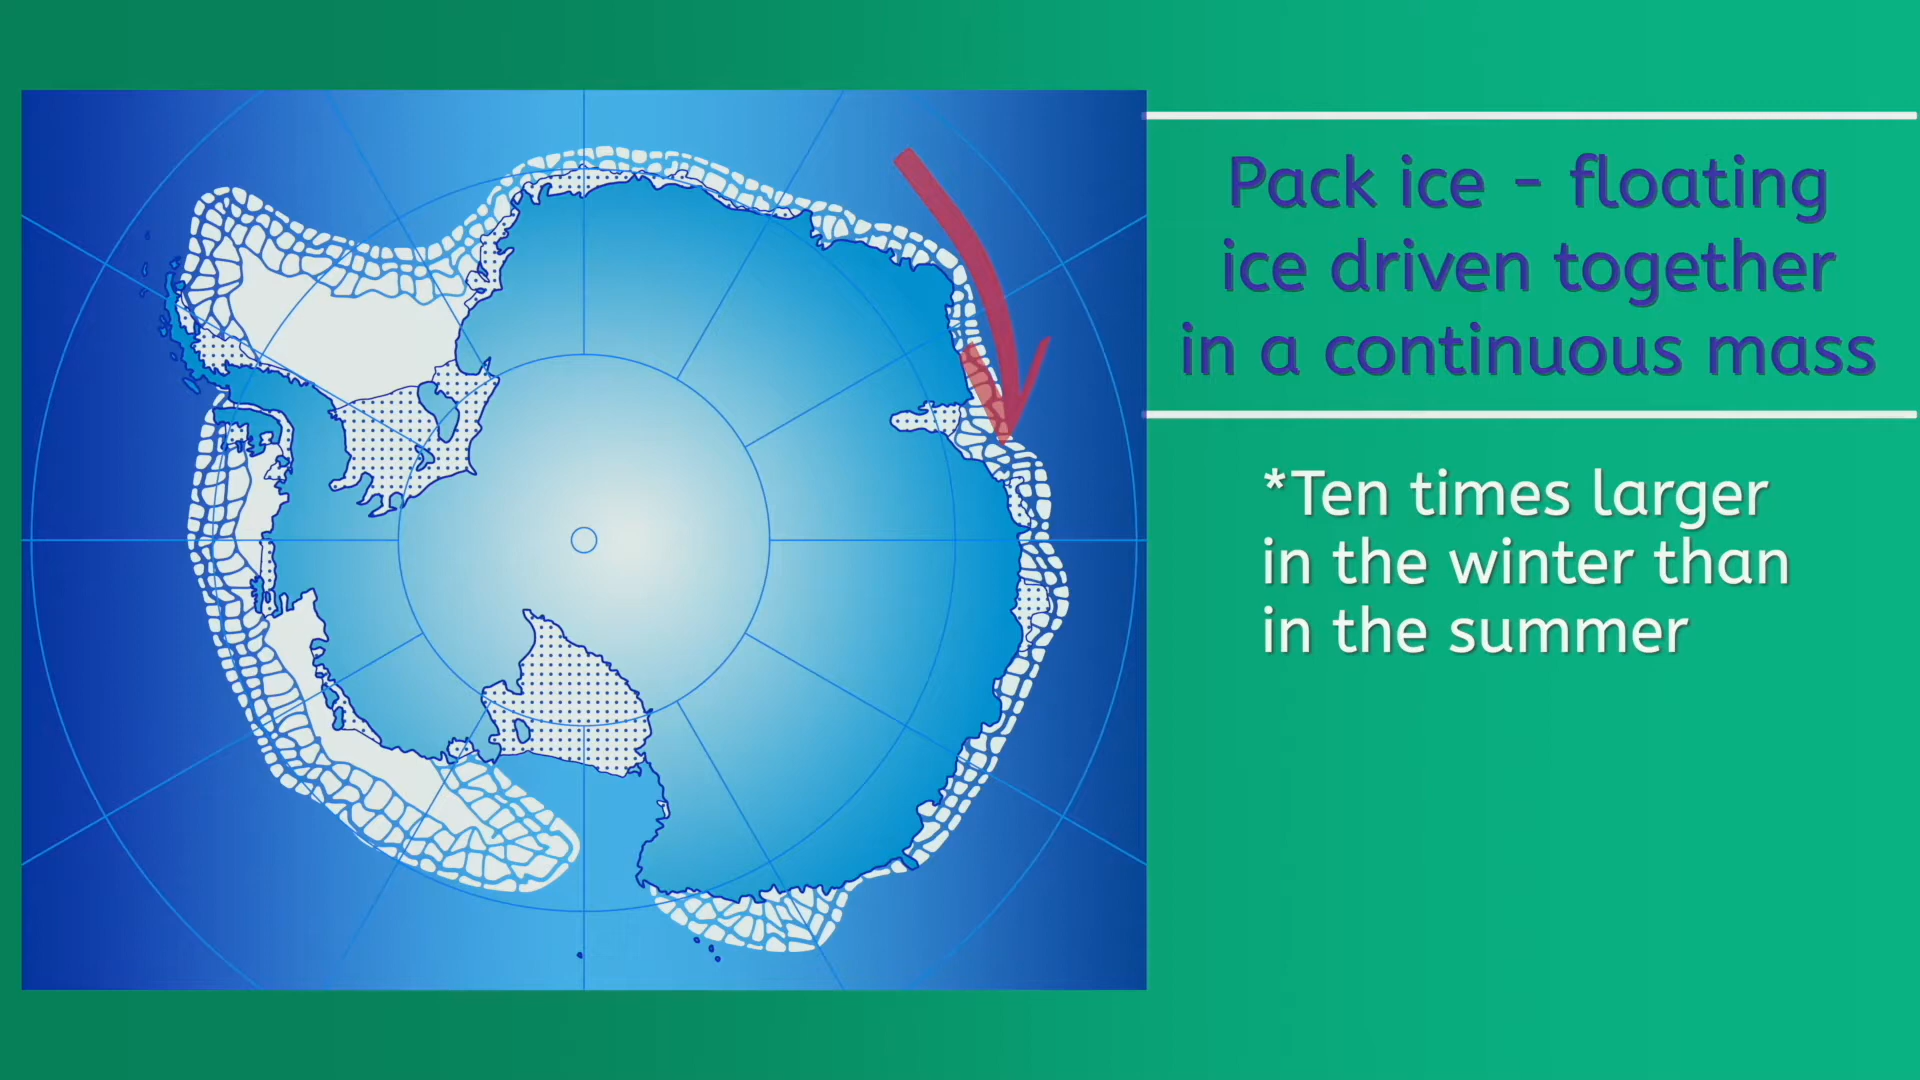 Pack ice - floating
ice driven together
in a continuous mass
*Ten times larger
in the winter than
in the summer